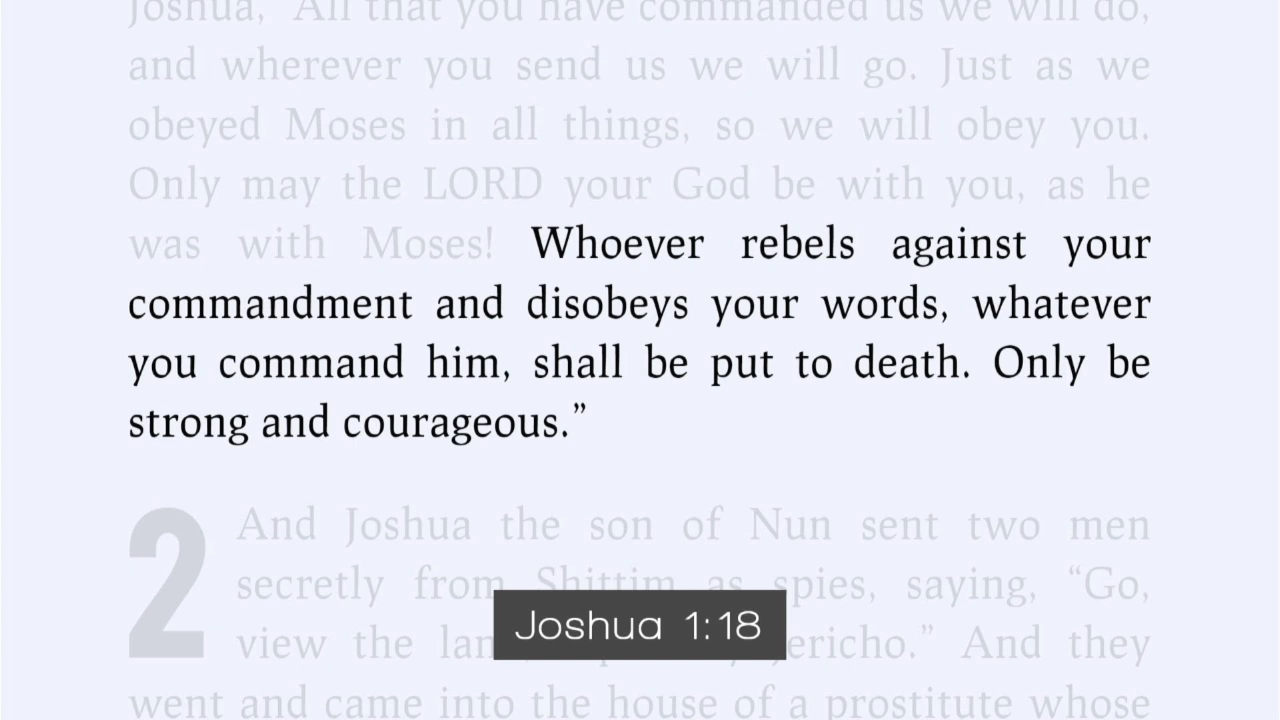 Joshua, "All that you have commanded us we will do,
and wherever you send us we will go. Just as we
obeyed Moses in all things, so we will obey you.
Only may the LORD your God be with you, as he
was with Moses! Whoever rebels against your
commandment and disobeys your words, whatever
you command him, shall be put to death. Only be
strong and courageous.”
2
And Joshua the son of Nun sent two men
secretly from Shittim as spies, saying, “Go,
view the ericho.” And they
went and came into the house of a prostitute whose
Joshua 1:18